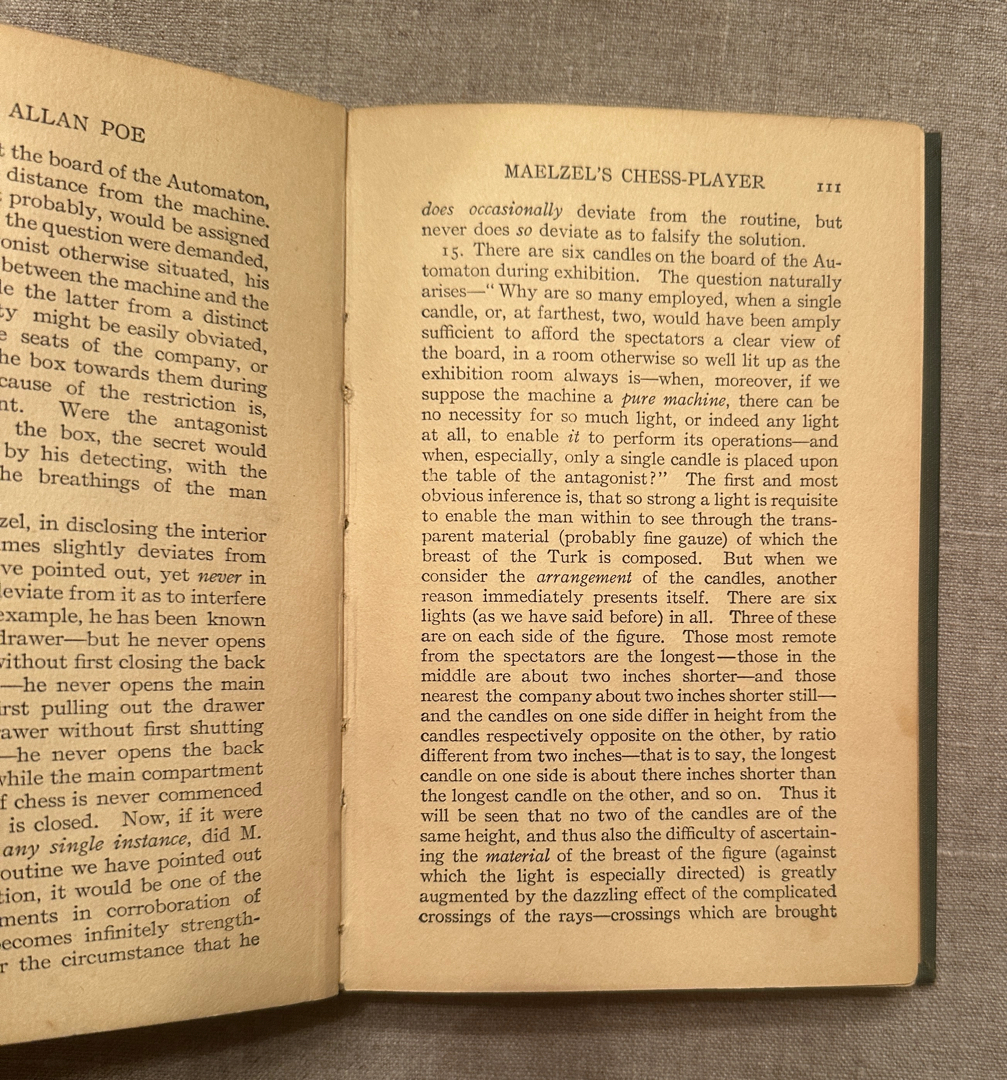 ALLAN POE
the board of the Automaton,
distance from the machine.
probably, would be assigned
the question were demanded,
otherwise situated, his
between the machine and the
the latter from a distinct
might be easily obviated,
seats of the company, or
box towards them during
of the restriction is,
Were the antagonist
the box, the secret would
by his detecting, with the
breathings of the man
in disclosing the interior
slightly deviates from
pointed out, yet never in
from it as to interfere
example, he has been known
drawer—but he never opens
without first closing the back
—he never opens the main
pulling out the drawer
without first shutting
—he never opens the back
while the main compartment
chess is never commenced
is closed. Now, if it were
any single instance, did M.
we have pointed out
it would be one of the
in corroboration of
infinitely strength-
the circumstance that he
MAELZEL'S CHESS-PLAYER 111
does occasionally deviate from the routine, but
never does so deviate as to falsify the solution.
15. There are six candles on the board of the Au-
tomaton during exhibition. The question naturally
arises—"Why are so many employed, when a single
candle, or, at farthest, two, would have been amply
sufficient to afford the spectators a clear view of
the board, in a room otherwise so well lit up as the
exhibition room always is—when, moreover, if we
suppose the machine a pure machine, there can be
no necessity for so much light, or indeed any light
at all, to enable it to perform its operations—and
when, especially, only a single candle is placed upon
the table of the antagonist?" The first and most
obvious inference is, that so strong a light is requisite
to enable the man within to see through the trans-
parent material (probably fine gauze) of which the
breast of the Turk is composed. But when we
consider the arrangement of the candles, another
reason immediately presents itself. There are six
lights (as we have said before) in all. Three of these
are on each side of the figure. Those most remote
from the spectators are the longest—those in the
middle are about two inches shorter—and those
nearest the company about two inches shorter still—
and the candles on one side differ in height from the
candles respectively opposite on the other, by ratio
different from two inches—that is to say, the longest
candle on one side is about there inches shorter than
the longest candle on the other, and so on. Thus it
will be seen that no two of the candles are of the
same height, and thus also the difficulty of ascertain-
ing the material of the breast of the figure (against
which the light is especially directed) is greatly
augmented by the dazzling effect of the complicated
crossings of the rays—crossings which are brought